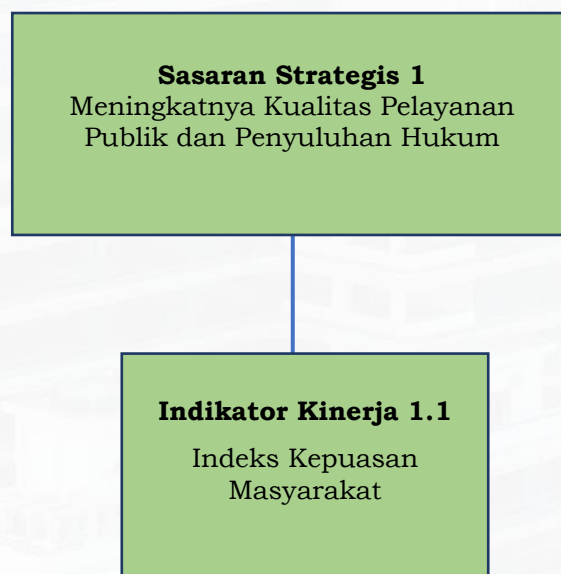 Sasaran Strategis 1
Meningkatnya Kualitas Pelayanan
Publik dan Penyuluhan Hukum
Indikator Kinerja 1.1
Indeks Kepuasan
Masyarakat